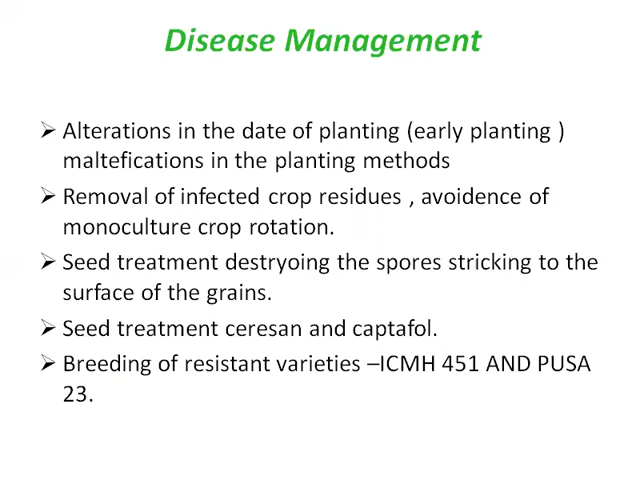 Disease Management
➢ Alterations in the date of planting (early planting )
maltefications in the planting methods
➢ Removal of infected crop residues , avoidence of
monoculture crop rotation.
➢ Seed treatment destryoing the spores stricking to the
surface of the grains.
➢ Seed treatment ceresan and captafol.
➢ Breeding of resistant varieties –ICMH 451 AND PUSA
23.